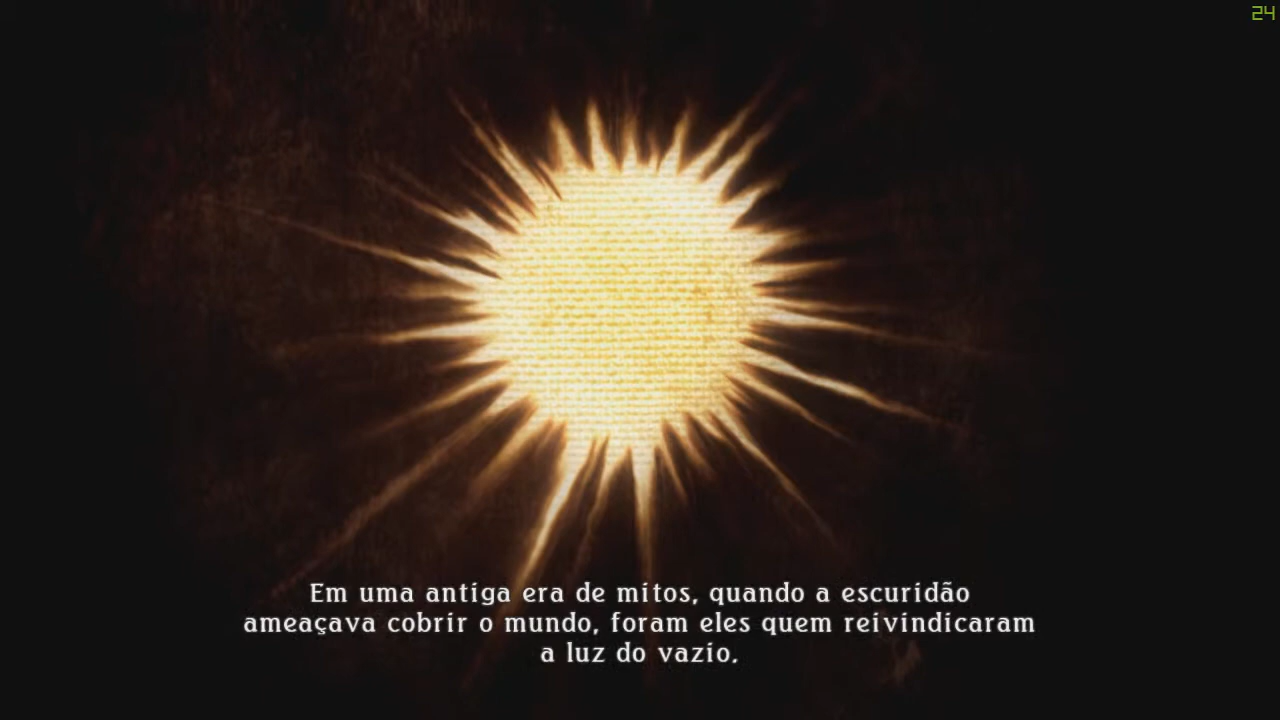 24
Em uma antiga era de mitos, quando a escuridão
ameaçava cobrir o mundo, foram eles quem reivindicaram
a luz do vazio.